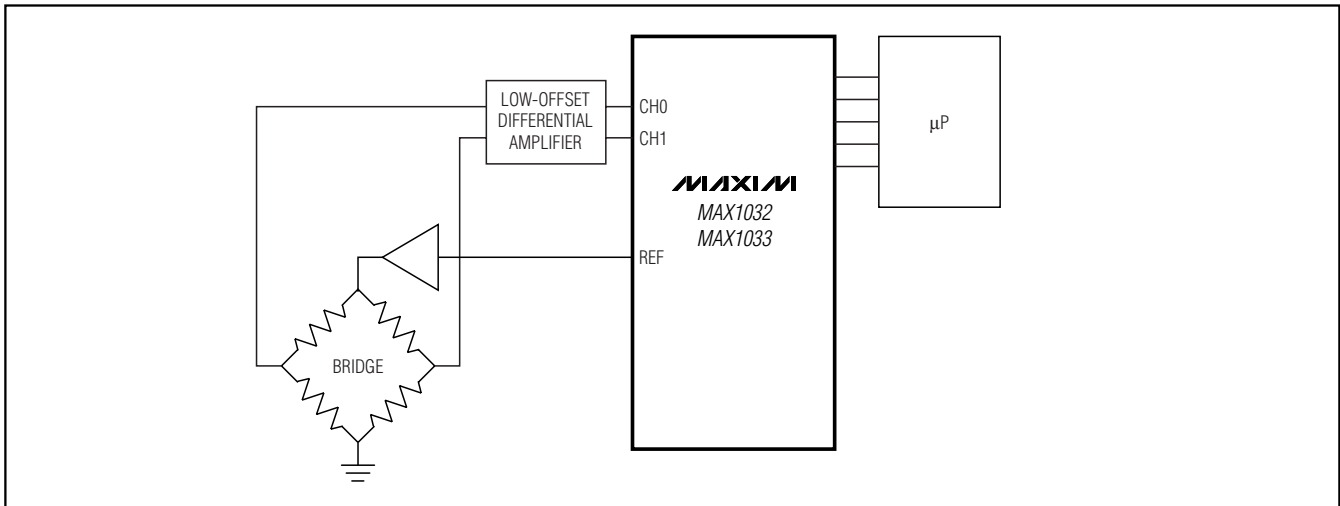 LOW-OFFSET
DIFFERENTIAL
AMPLIFIER
CH0
CH1
μP
MAXIM
MAX1032
MAX1033
REF
BRIDGE